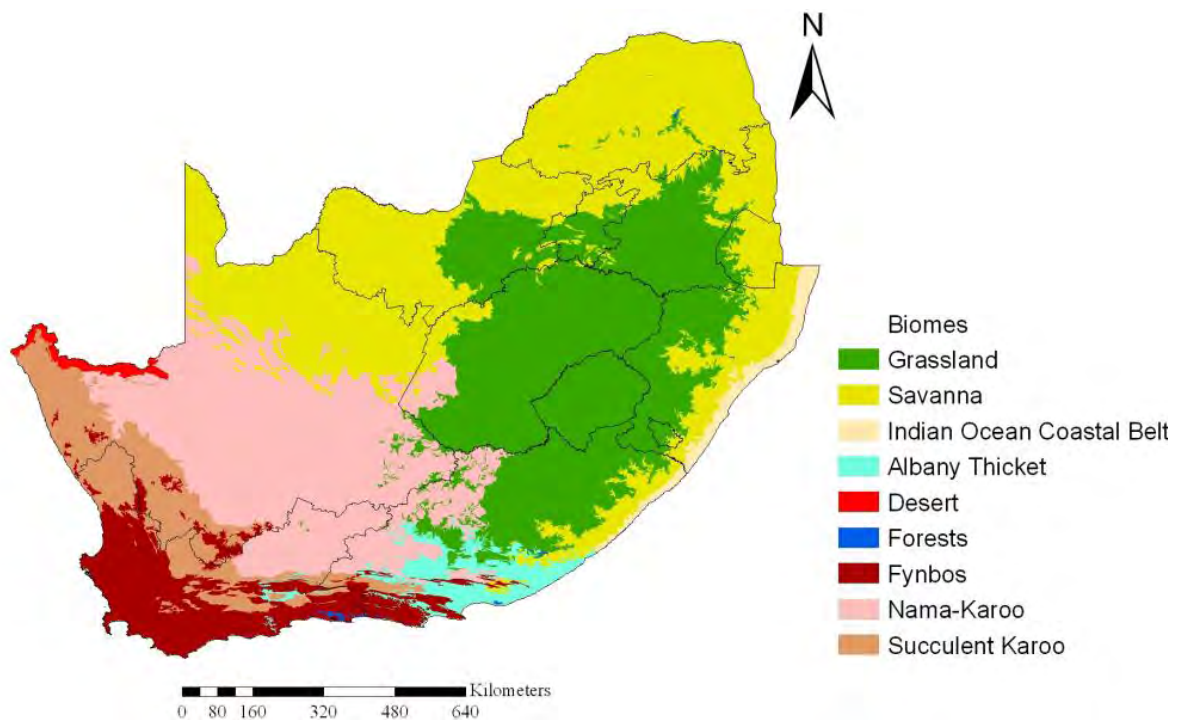 N
Biomes
Grassland
Savanna
Indian Ocean Coastal Belt
Albany Thicket
Desert
Forests
Fynbos
Nama-Karoo
Succulent Karoo
Kilometers
0 80 160 320 480 640